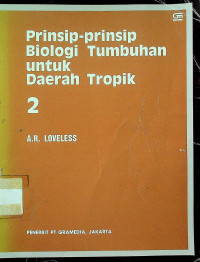 Prinsip-prinsip
Biologi Tumbuhan
untuk
Daerah Tropik
2
A.R. LOVELESS
PENERBIT PT GRAMEDIA, JAKARTA